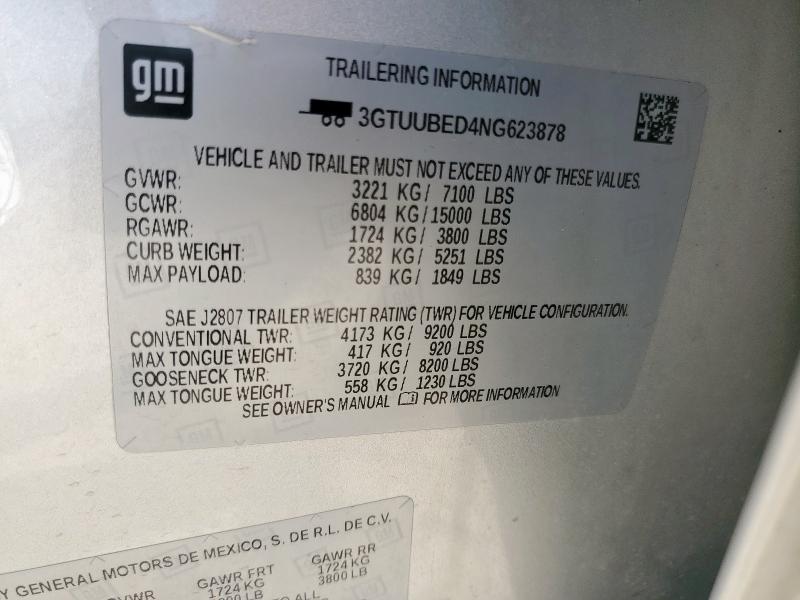 gm
TRAILERING INFORMATION
3GTUUBED4NG623878
VEHICLE AND TRAILER MUST NOT EXCEED ANY OF THESE VALUES.
GVWR: 3221 KG/ 7100 LBS
GCWR: 6804 KG/15000 LBS
RGAWR: 1724 KG/ 3800 LBS
CURB WEIGHT: 2382 KG/ 5251 LBS
MAX PAYLOAD: 839 KG/ 1849 LBS
SAE J2807 TRAILER WEIGHT RATING (TWR) FOR VEHICLE CONFIGURATION.
CONVENTIONAL TWR: 4173 KG/ 9200 LBS
MAX TONGUE WEIGHT: 417 KG/ 920 LBS
GOOSENECK TWR: 3720 KG/ 8200 LBS
MAX TONGUE WEIGHT: 558 KG/ 1230 LBS
SEE OWNER'S MANUAL FOR MORE INFORMATION
Y GENERAL MOTORS DE MEXICO, S. DE R.L. DE C.V.
GVWR GAWR FRT GAWR RR
1724 KG 1724 KG
3800 LB